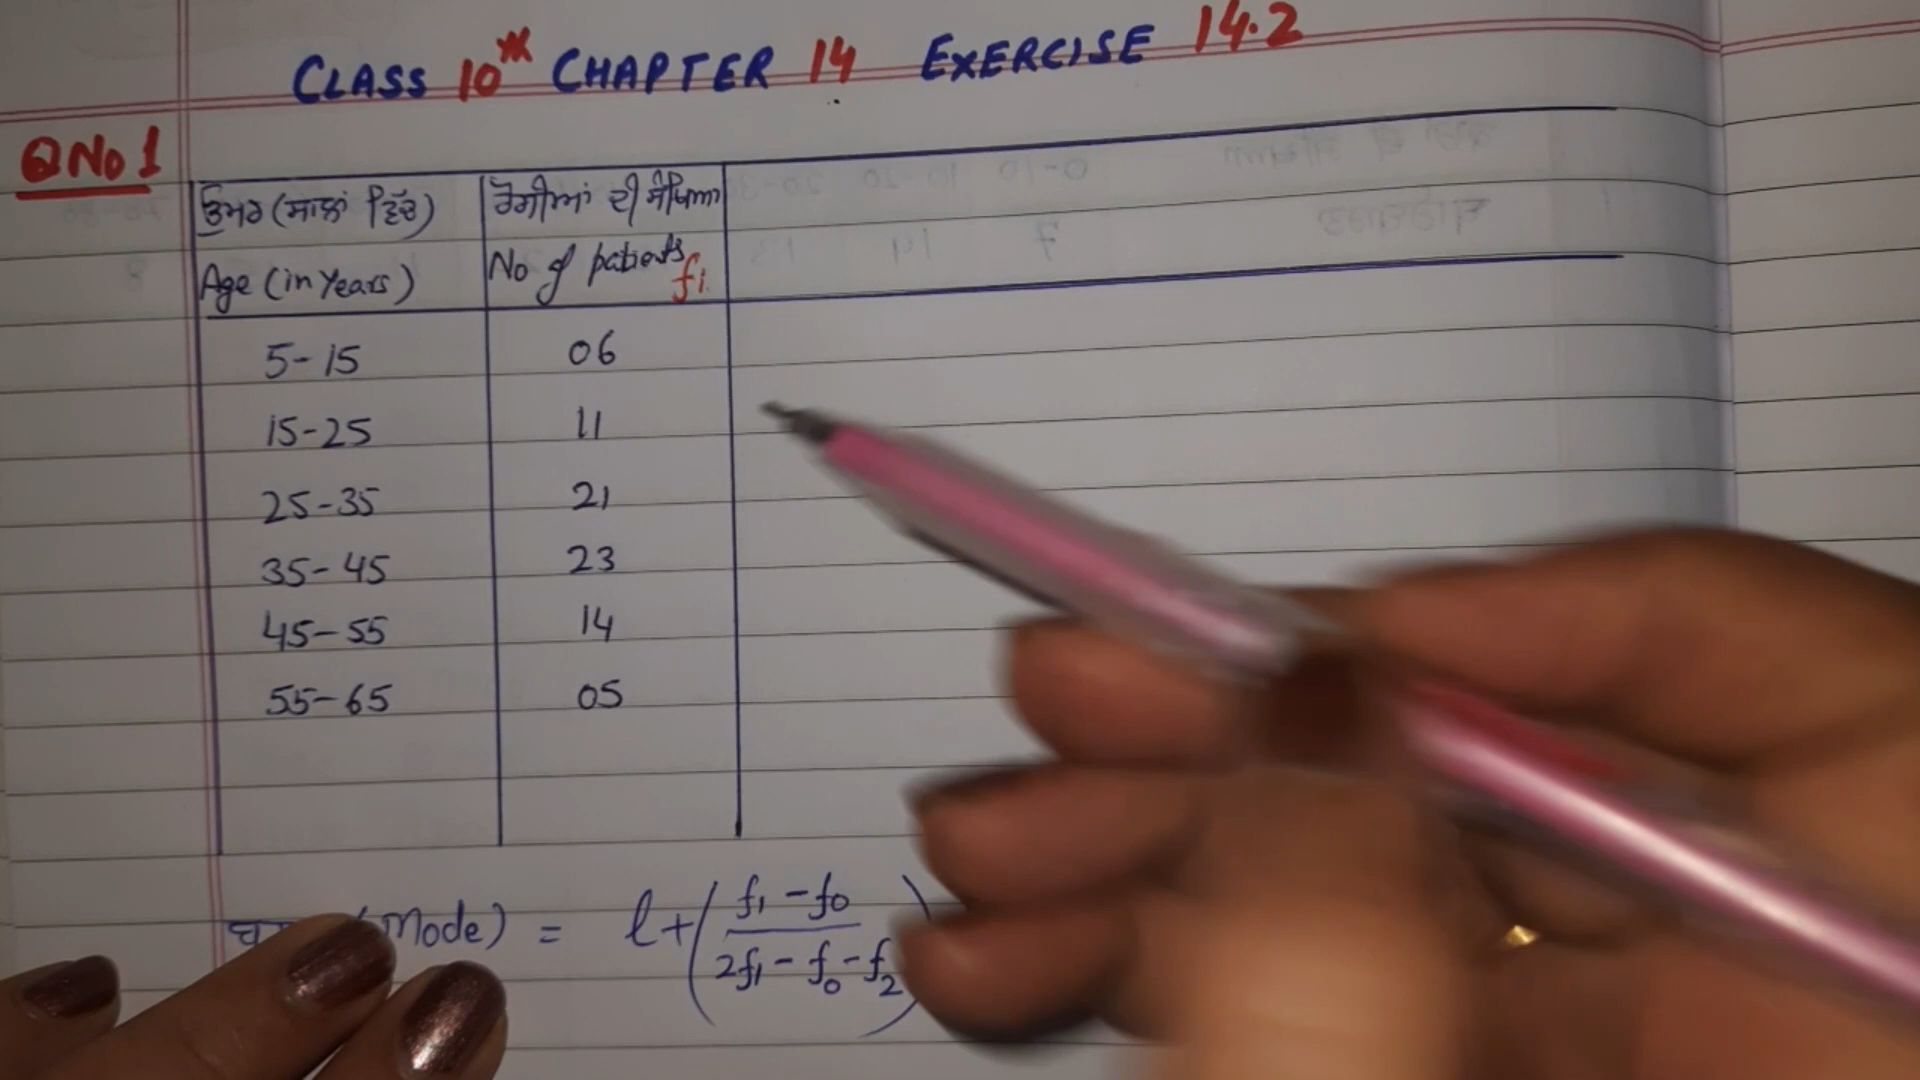 CLASS 10th CHAPTER 14 EXERCISE 14.2
Q No 1
ਉਮਰ (ਸਾਲਾਂ ਵਿੱਚ)
ਰੋਗੀਆਂ ਦੀ ਸੰਖਿਆ
Age (in Years)
No of patients fi
5-15 06
15-25 11
25-35 21
35-45 23
45-55 14
55-65 05
(Mode) = l + ( f1 - f0
2f1 - f0 - f2 )